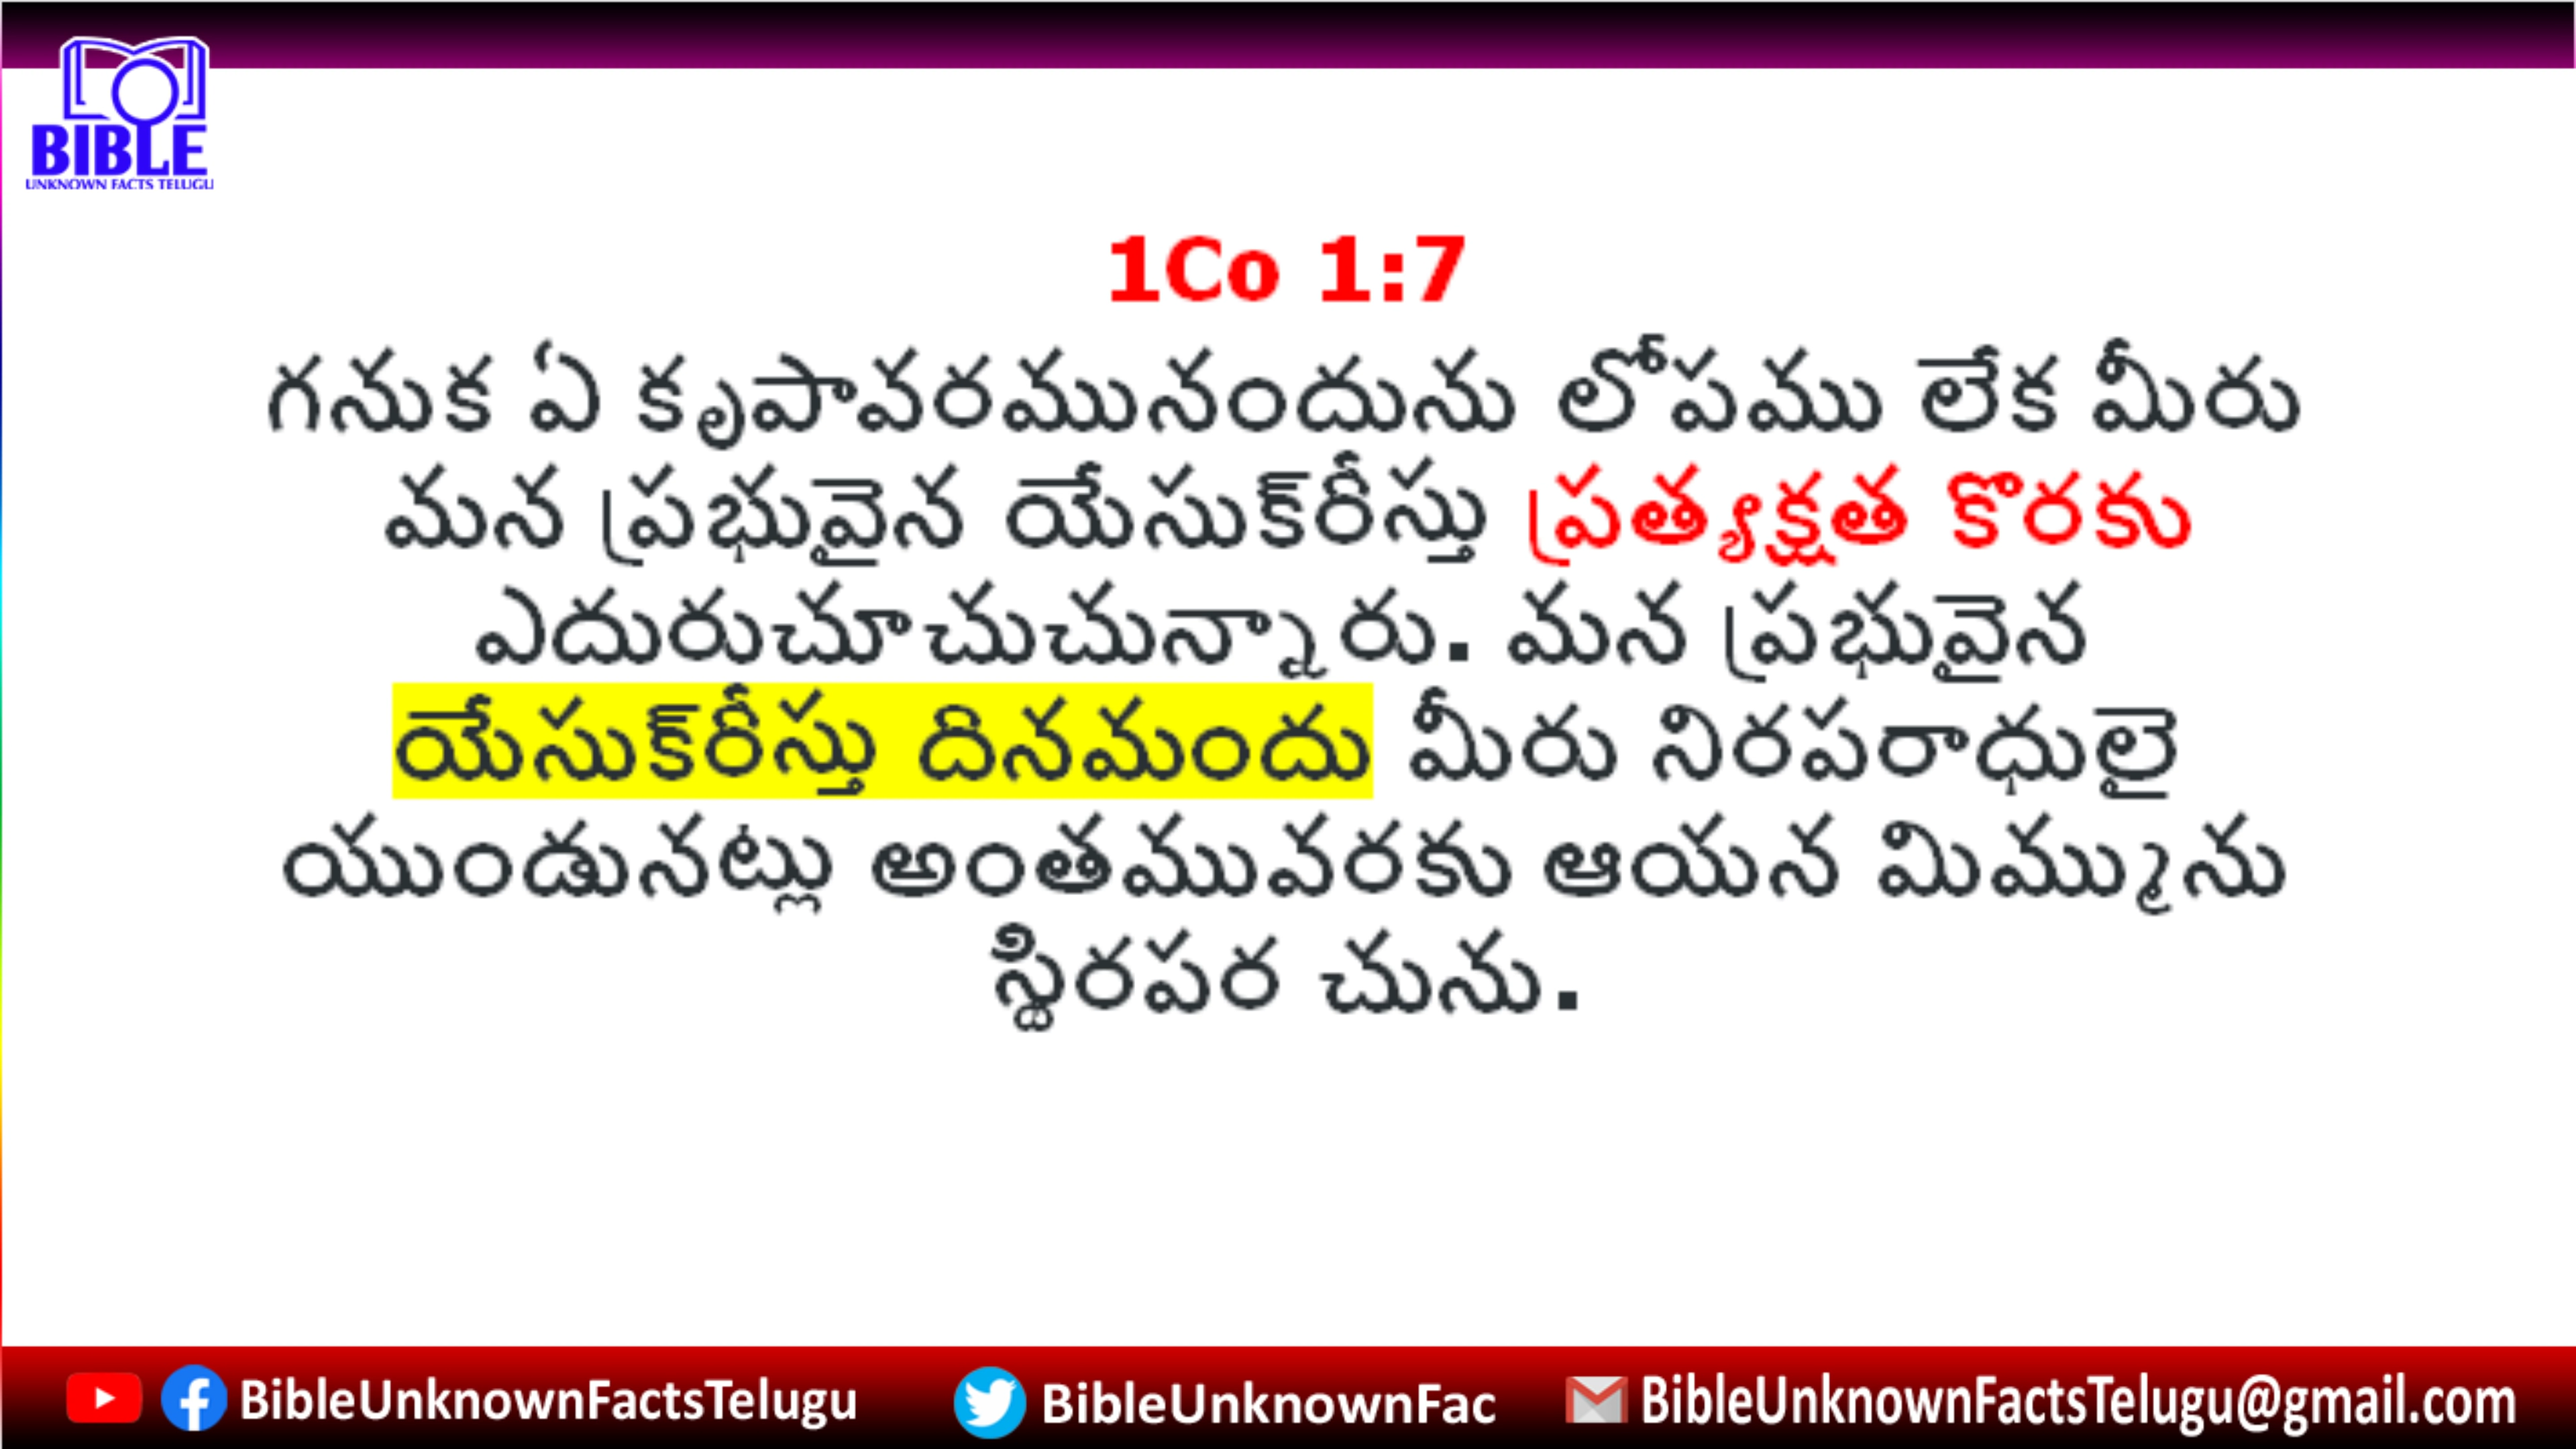 BIBLE
UNKNOWN FACTS TELUGU
1Co 1:7
గనుక ఏ కృపావరమునందును లోపము లేక మీరు
మన ప్రభువైన యేసుక్‌రీస్తు ప్రత్యక్షత కొరకు
ఎదురుచూచుచున్నారు. మన ప్రభువైన
యేసుక్‌రీస్తు దినమందు మీరు నిరపరాధులై
యుండునట్లు అంతమువరకు ఆయన మిమ్మును
స్థిరపర చును.
BibleUnknownFactsTelugu BibleUnknownFac BibleUnknownFactsTelugu@gmail.com